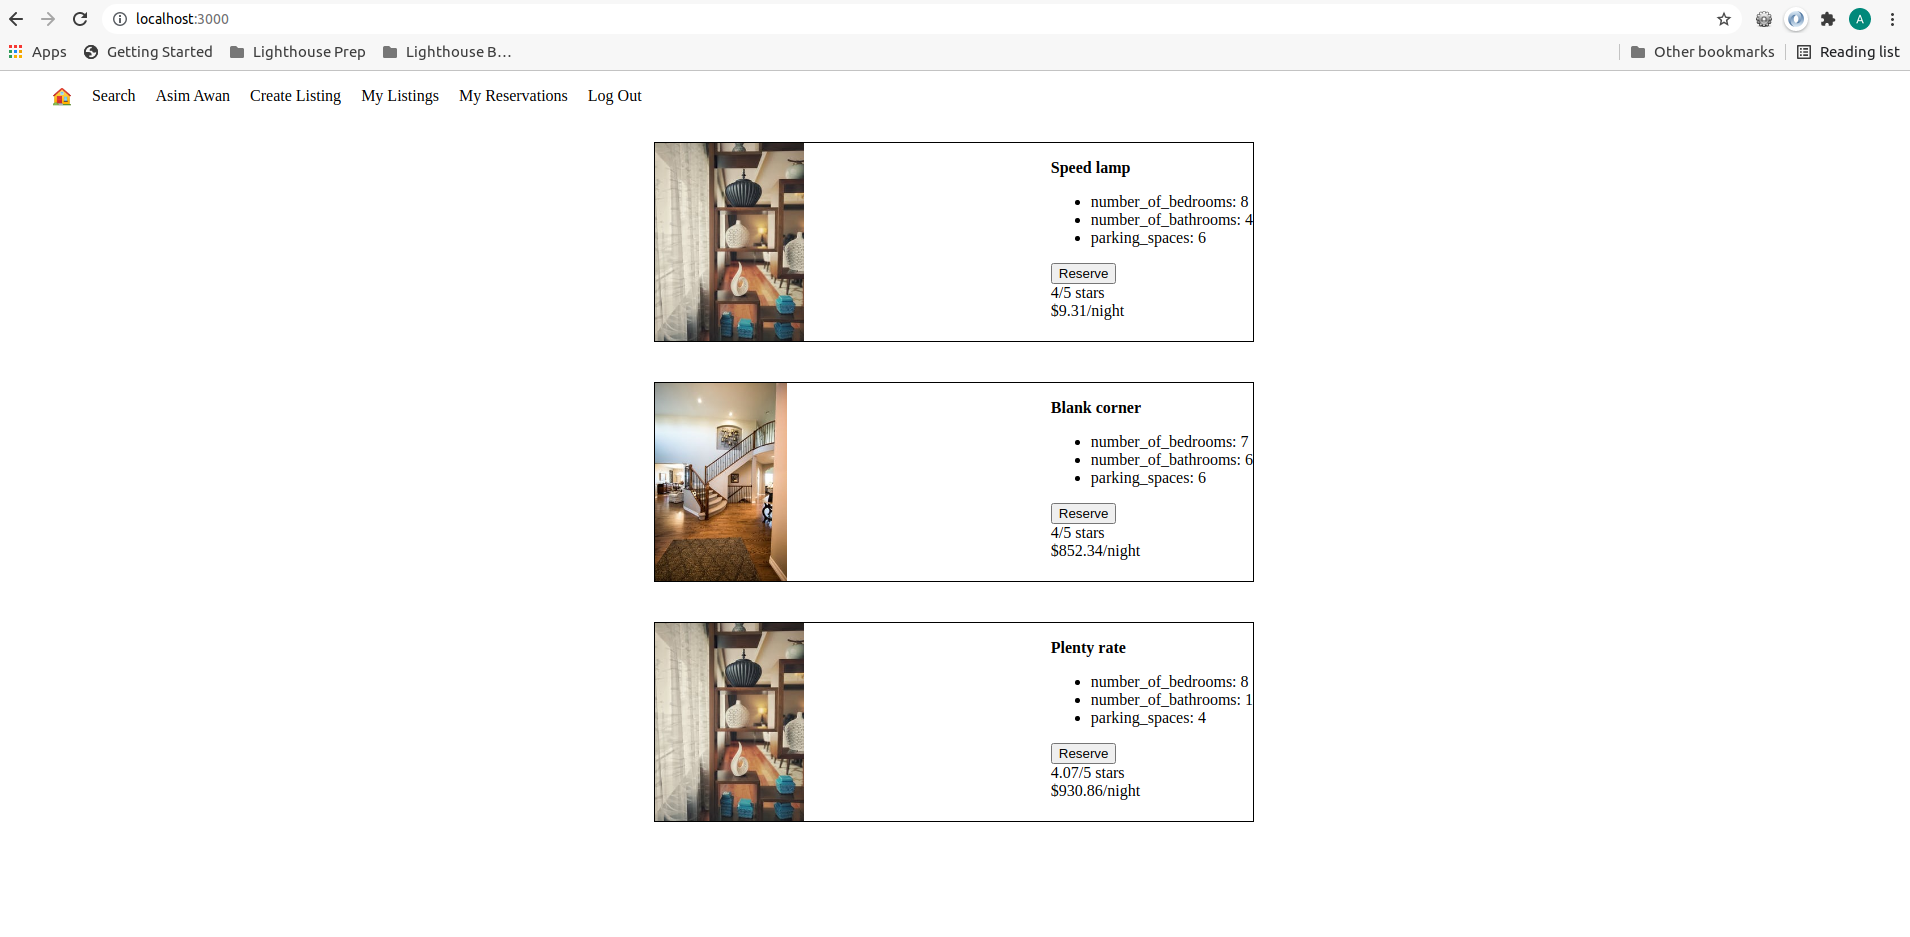 localhost:3000
A
Apps Getting Started Lighthouse Prep Lighthouse B... Other bookmarks Reading list
Search Asim Awan Create Listing My Listings My Reservations Log Out
Speed lamp
number_of_bedrooms: 8
number_of_bathrooms: 4
parking_spaces: 6
Reserve
4/5 stars
$9.31/night
Blank corner
number_of_bedrooms: 7
number_of_bathrooms: 6
parking_spaces: 6
Reserve
4/5 stars
$852.34/night
Plenty rate
number_of_bedrooms: 8
number_of_bathrooms: 1
parking_spaces: 4
Reserve
4.07/5 stars
$930.86/night